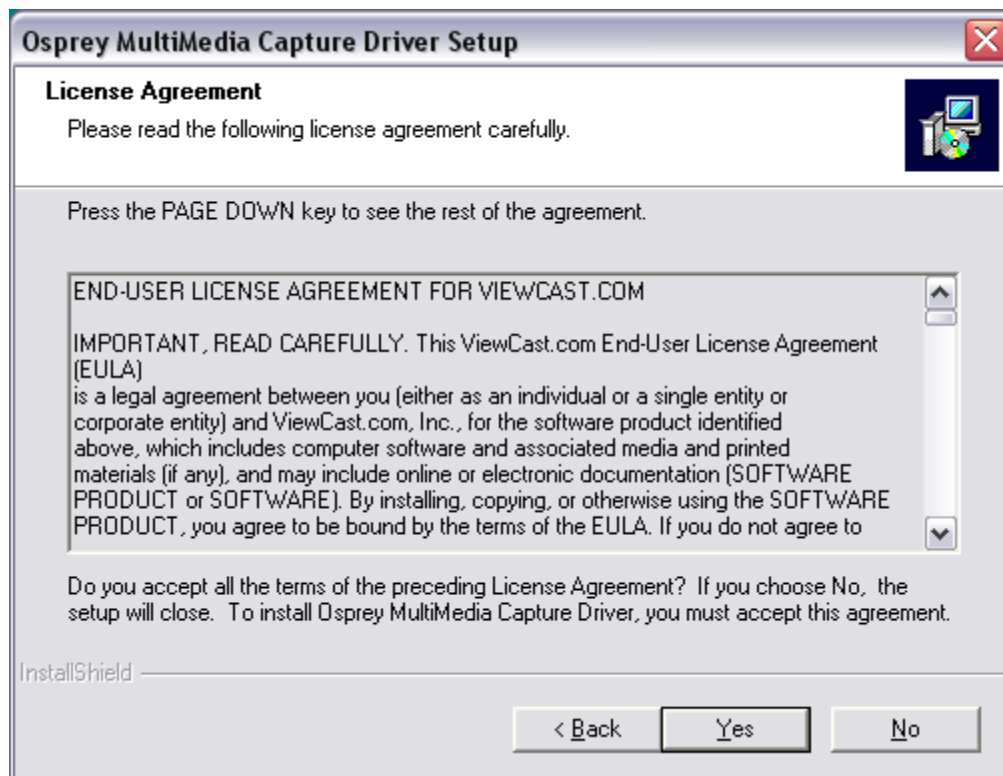 Osprey MultiMedia Capture Driver Setup
License Agreement
Please read the following license agreement carefully.
Press the PAGE DOWN key to see the rest of the agreement.
END-USER LICENSE AGREEMENT FOR VIEWCAST.COM
IMPORTANT, READ CAREFULLY. This ViewCast.com End-User License Agreement
(EULA)
is a legal agreement between you (either as an individual or a single entity or
corporate entity) and ViewCast.com, Inc., for the software product identified
above, which includes computer software and associated media and printed
materials (if any), and may include online or electronic documentation (SOFTWARE
PRODUCT or SOFTWARE). By installing, copying, or otherwise using the SOFTWARE
PRODUCT, you agree to be bound by the terms of the EULA. If you do not agree to
Do you accept all the terms of the preceding License Agreement? If you choose No, the
setup will close. To install Osprey MultiMedia Capture Driver, you must accept this agreement.
InstallShield
< Back Yes No